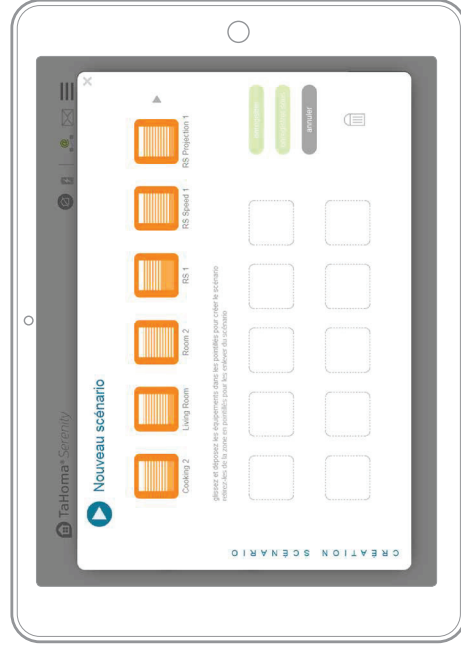 TaHoma® Serenity
Nouveau scénario
Cooking 2
Living Room
Room 2
RS 1
RS Speed 1
RS Projection 1
glissez et déposez les équipements dans les pointillés pour créer le scénario
retirez-les de la zone en pointillés pour les enlever du scénario
annuler
CRÉATION SCÉNARIO